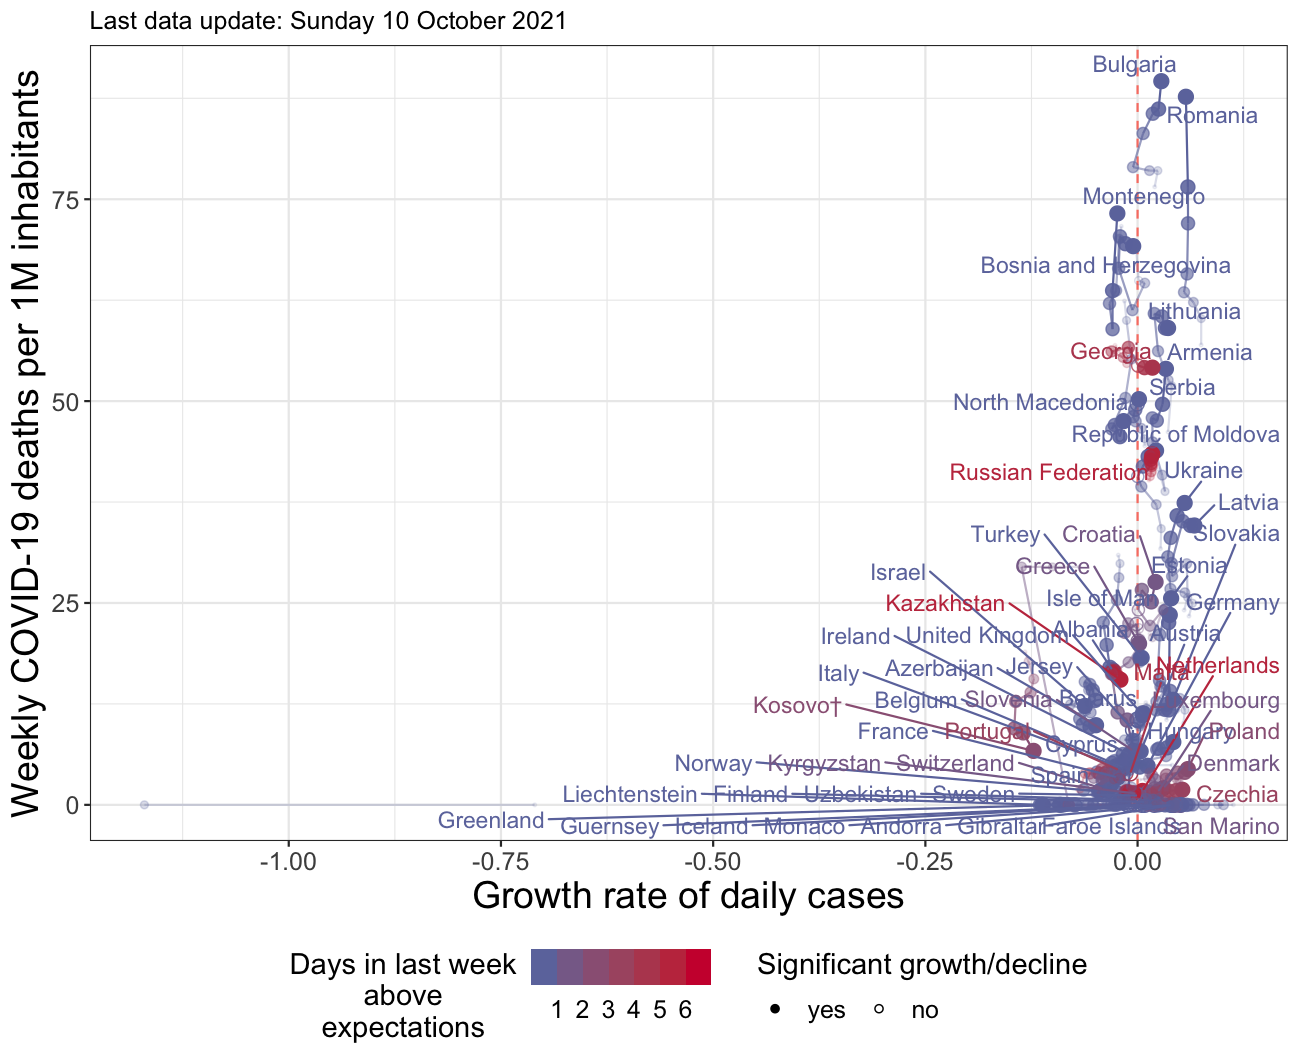 Last data update: Sunday 10 October 2021
Weekly COVID-19 deaths per 1M inhabitants
75
50
25
0
Bulgaria
Romania
Montenegro
Bosnia and Herzegovina
Lithuania
Georgia
Armenia
Serbia
North Macedonia
Republic of Moldova
Russian Federation
Ukraine
Latvia
Turkey
Croatia
Slovakia
Greece
Estonia
Israel
Kazakhstan
Isle of Man
Germany
Ireland
United Kingdom
Albania
Austria
Italy
Azerbaijan
Jersey
Malta
Netherlands
Kosovo†
Belgium
Slovenia
Belarus
Luxembourg
France
Portugal
Cyprus
Hungary
Poland
Norway
Kyrgyzstan
Switzerland
Spain
Denmark
Liechtenstein
Finland
Uzbekistan
Sweden
Czechia
Greenland
Guernsey
Iceland
Monaco
Andorra
Gibraltar
Faroe Islands
San Marino
-1.00
-0.75
-0.50
-0.25
0.00
Growth rate of daily cases
Days in last week
above
expectations
1 2 3 4 5 6
Significant growth/decline
yes
no